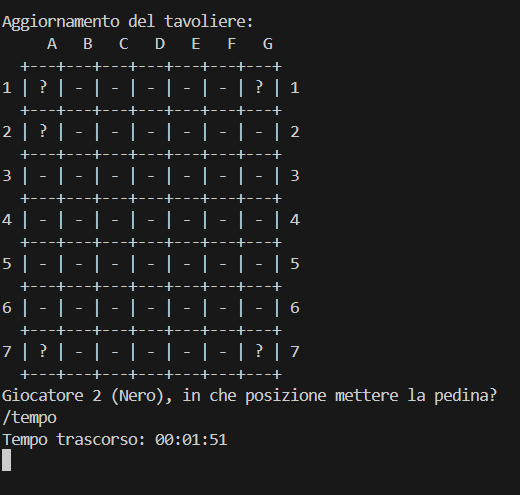 Aggiornamento del tavoliere:
    A   B   C   D   E   F   G
  +---+---+---+---+---+---+---+
1 | ? | - | - | - | - | - | ? | 1
  +---+---+---+---+---+---+---+
2 | ? | - | - | - | - | - | - | 2
  +---+---+---+---+---+---+---+
3 | - | - | - | - | - | - | - | 3
  +---+---+---+---+---+---+---+
4 | - | - | - | - | - | - | - | 4
  +---+---+---+---+---+---+---+
5 | - | - | - | - | - | - | - | 5
  +---+---+---+---+---+---+---+
6 | - | - | - | - | - | - | - | 6
  +---+---+---+---+---+---+---+
7 | ? | - | - | - | - | - | ? | 7
  +---+---+---+---+---+---+---+
Giocatore 2 (Nero), in che posizione mettere la pedina?
/tempo
Tempo trascorso: 00:01:51